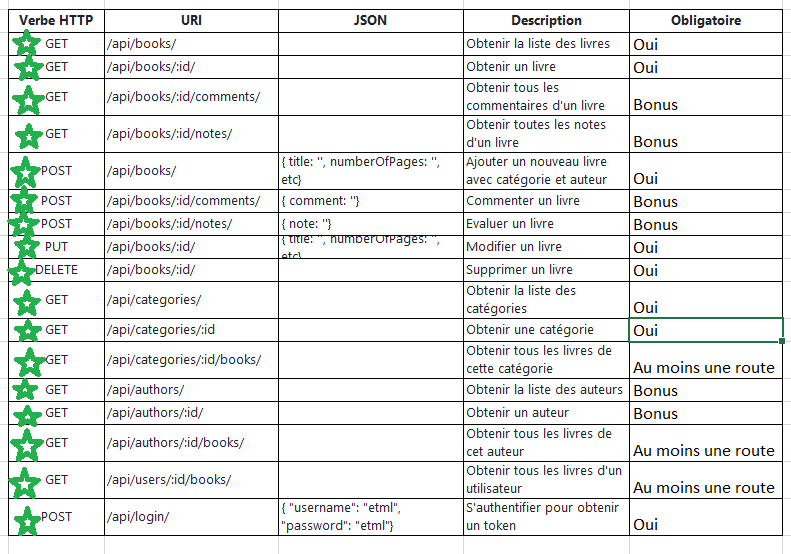 Verbe HTTP URI JSON Description Obligatoire
GET /api/books/ Obtenir la liste des livres Oui
GET /api/books/:id/ Obtenir un livre Oui
GET /api/books/:id/comments/ Obtenir tous les commentaires d'un livre Bonus
GET /api/books/:id/notes/ Obtenir toutes les notes d'un livre Bonus
POST /api/books/ { title: '', numberOfPages: '', etc} Ajouter un nouveau livre avec catégorie et auteur Oui
POST /api/books/:id/comments/ { comment: ''} Commenter un livre Bonus
POST /api/books/:id/notes/ { note: ''} Evaluer un livre Bonus
PUT /api/books/:id/ { title: '', numberOfPages: '', etc} Modifier un livre Oui
DELETE /api/books/:id/ Supprimer un livre Oui
GET /api/categories/ Obtenir la liste des catégories Oui
GET /api/categories/:id Obtenir une catégorie Oui
GET /api/categories/:id/books/ Obtenir tous les livres de cette catégorie Au moins une route
GET /api/authors/ Obtenir la liste des auteurs Bonus
GET /api/authors/:id/ Obtenir un auteur Bonus
GET /api/authors/:id/books/ Obtenir tous les livres de cet auteur Au moins une route
GET /api/users/:id/books/ Obtenir tous les livres d'un utilisateur Au moins une route
POST /api/login/ { "username": "etml", "password": "etml"} S'authentifier pour obtenir un token Oui